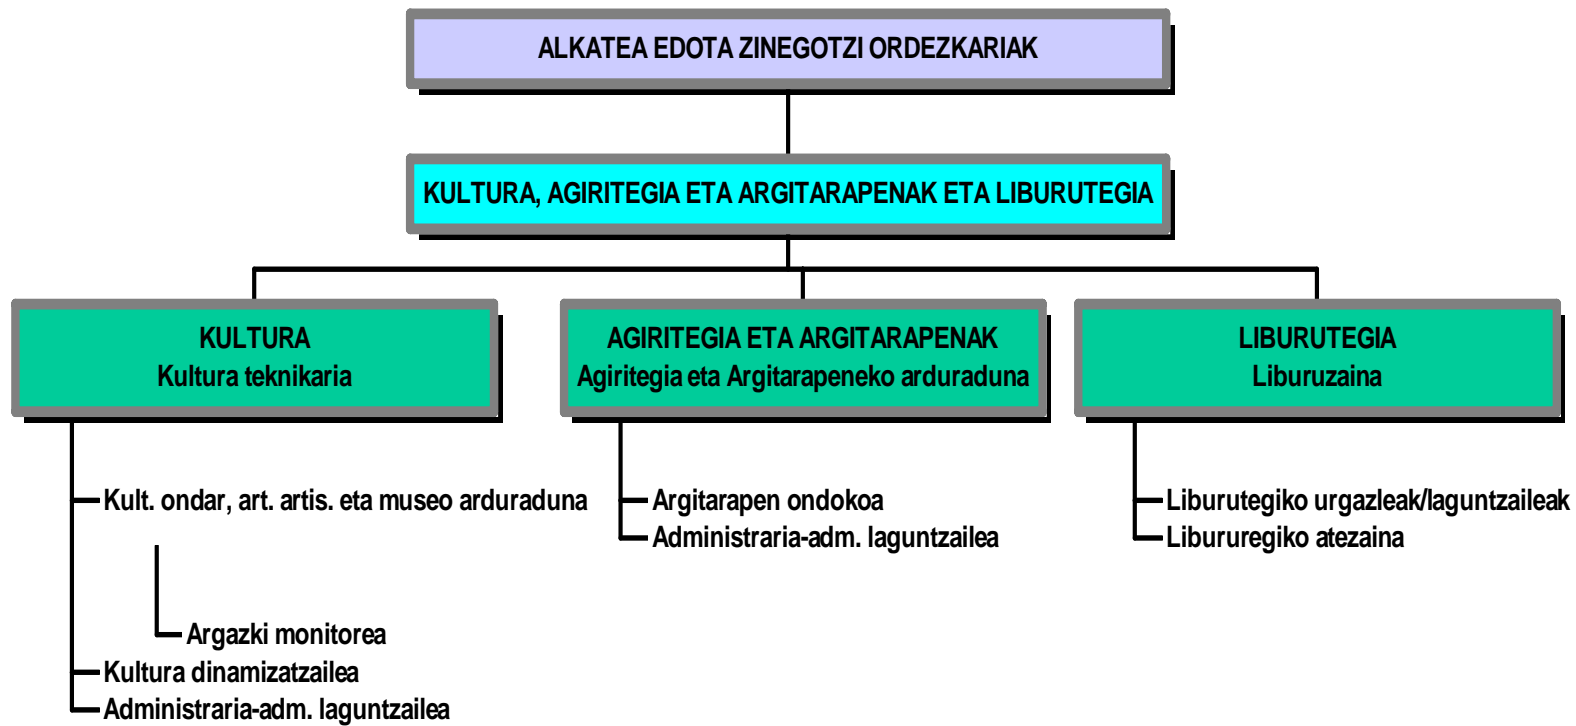 ALKATEA EDOTA ZINEGOTZI ORDEZKARIAK
KULTURA, AGIRITEGIA ETA ARGITARAPENAK ETA LIBURUTEGIA
KULTURA
Kultura teknikaria
AGIRITEGIA ETA ARGITARAPENAK
Agiritegia eta Argitarapeneko arduraduna
LIBURUTEGIA
Liburuzaina
Kult. ondar, art. artis. eta museo arduraduna
Argazki monitorea
Kultura dinamizatzailea
Administraria-adm. laguntzailea
Argitarapen ondokoa
Administraria-adm. laguntzailea
Liburutegiko urgazleak/laguntzaileak
Libururegiko atezaina